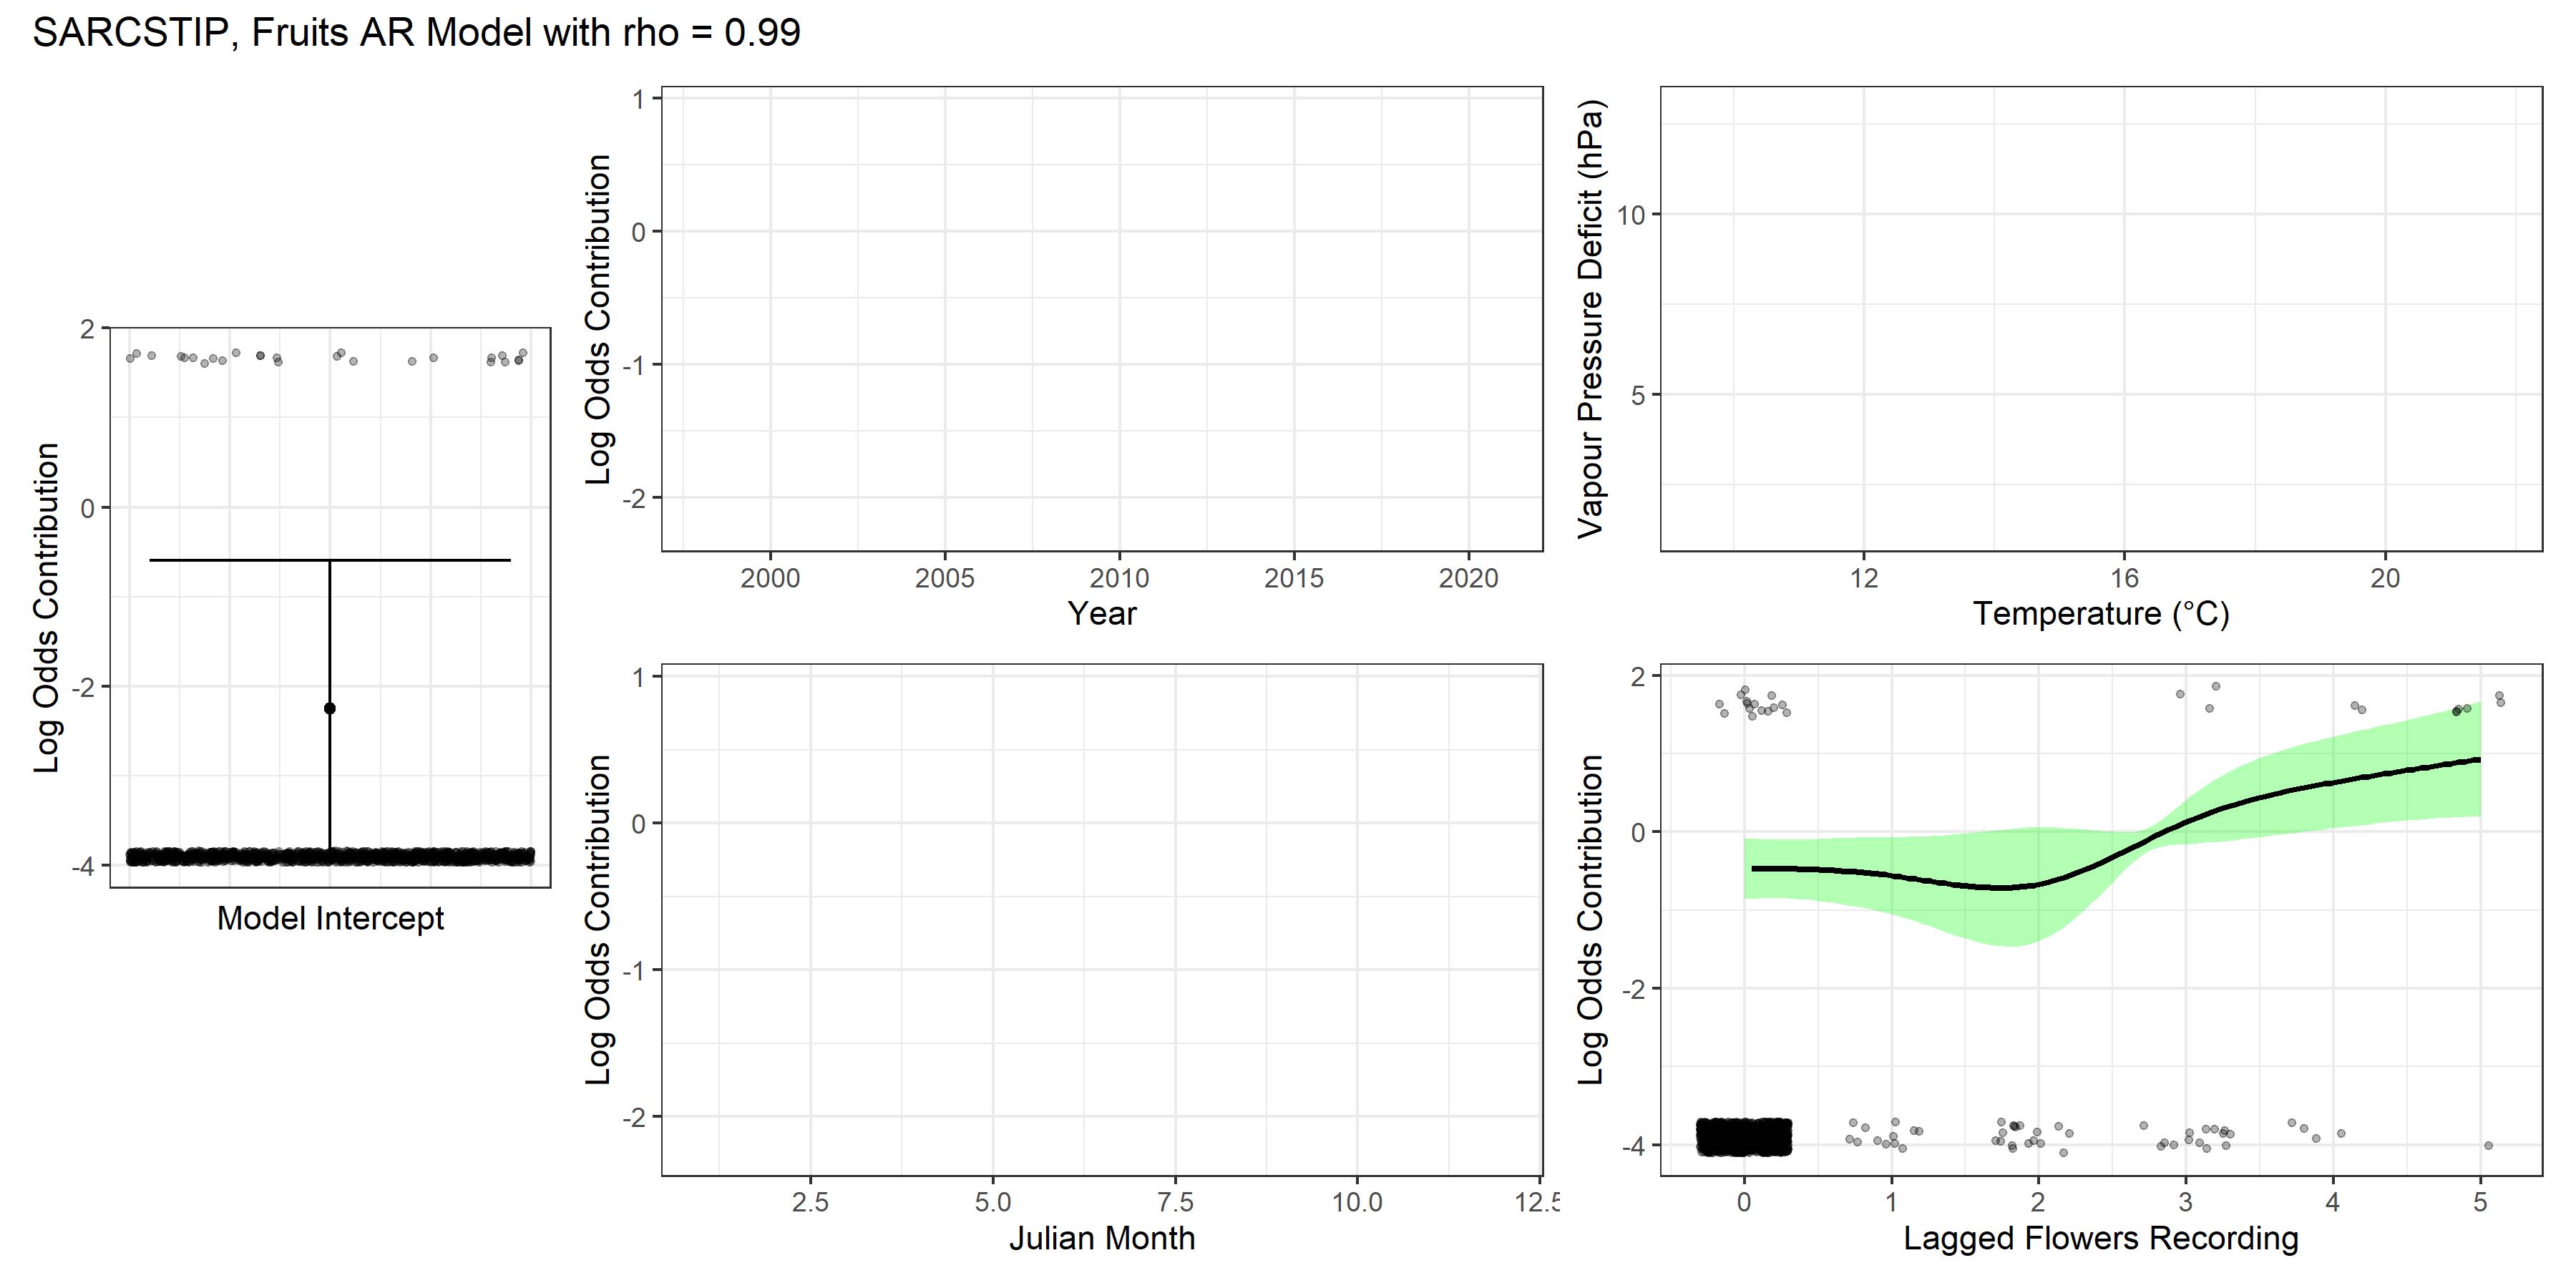 SARCSTIP, Fruits AR Model with rho = 0.99
Log Odds Contribution
2
0
-2
-4
Model Intercept
Log Odds Contribution
1
0
-1
-2
2000 2005 2010 2015 2020
Year
Vapour Pressure Deficit (hPa)
10
5
12 16 20
Temperature (°C)
Log Odds Contribution
1
0
-1
-2
2.5 5.0 7.5 10.0 12.5
Julian Month
Log Odds Contribution
2
0
-2
-4
0 1 2 3 4 5
Lagged Flowers Recording